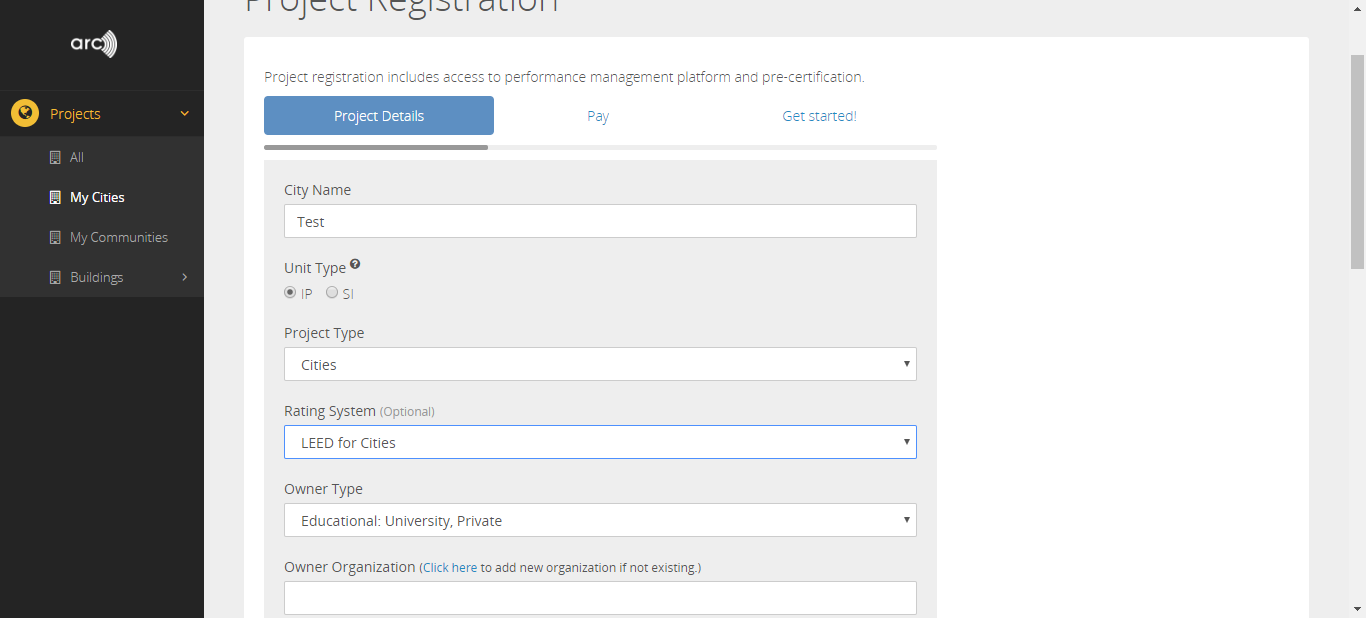 Project Registration
arc
Projects
All
My Cities
My Communities
Buildings
Project registration includes access to performance management platform and pre-certification.
Project Details
Pay
Get started!
City Name
Test
Unit Type
IP SI
Project Type
Cities
Rating System (Optional)
LEED for Cities
Owner Type
Educational: University, Private
Owner Organization (Click here to add new organization if not existing.)